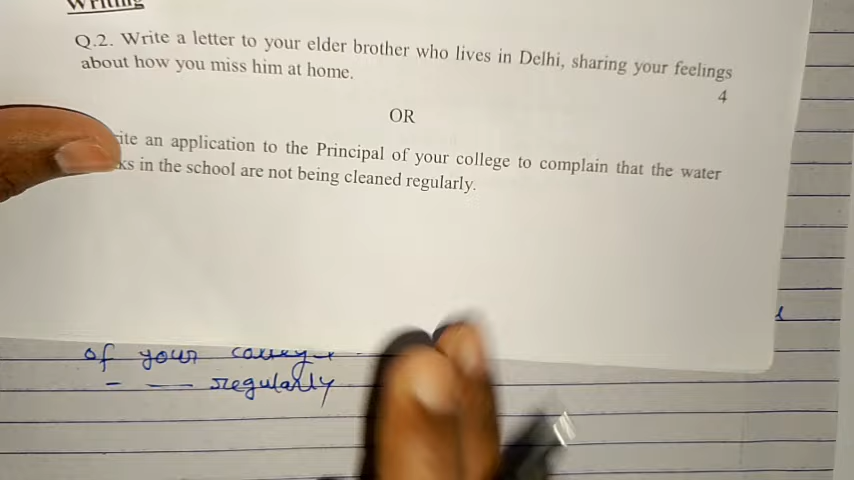 Writing
Q.2. Write a letter to your elder brother who lives in Delhi, sharing your feelings
about how you miss him at home.
4
OR
ite an application to the Principal of your college to complain that the water
ks in the school are not being cleaned regularly.
of your
- — regularly